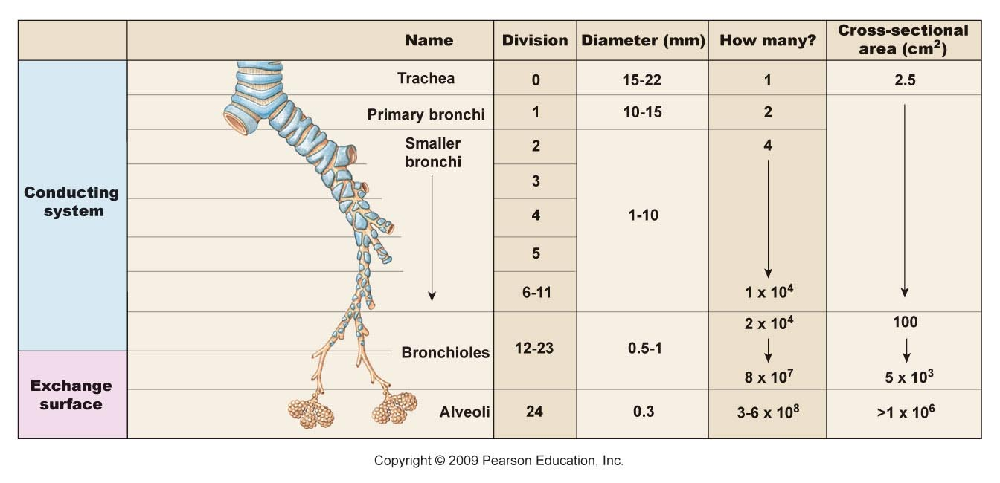 Name Division Diameter (mm) How many? Cross-sectional
area (cm²)
Conducting
system
Trachea 0 15-22 1 2.5
Primary bronchi 1 10-15 2
Smaller
bronchi
2 4
3
4 1-10
5
6-11 1 x 10⁴
Bronchioles 12-23 0.5-1
2 x 10⁴ 100
8 x 10⁷ 5 x 10³
Exchange
surface
Alveoli 24 0.3 3-6 x 10⁸ >1 x 10⁶
Copyright © 2009 Pearson Education, Inc.